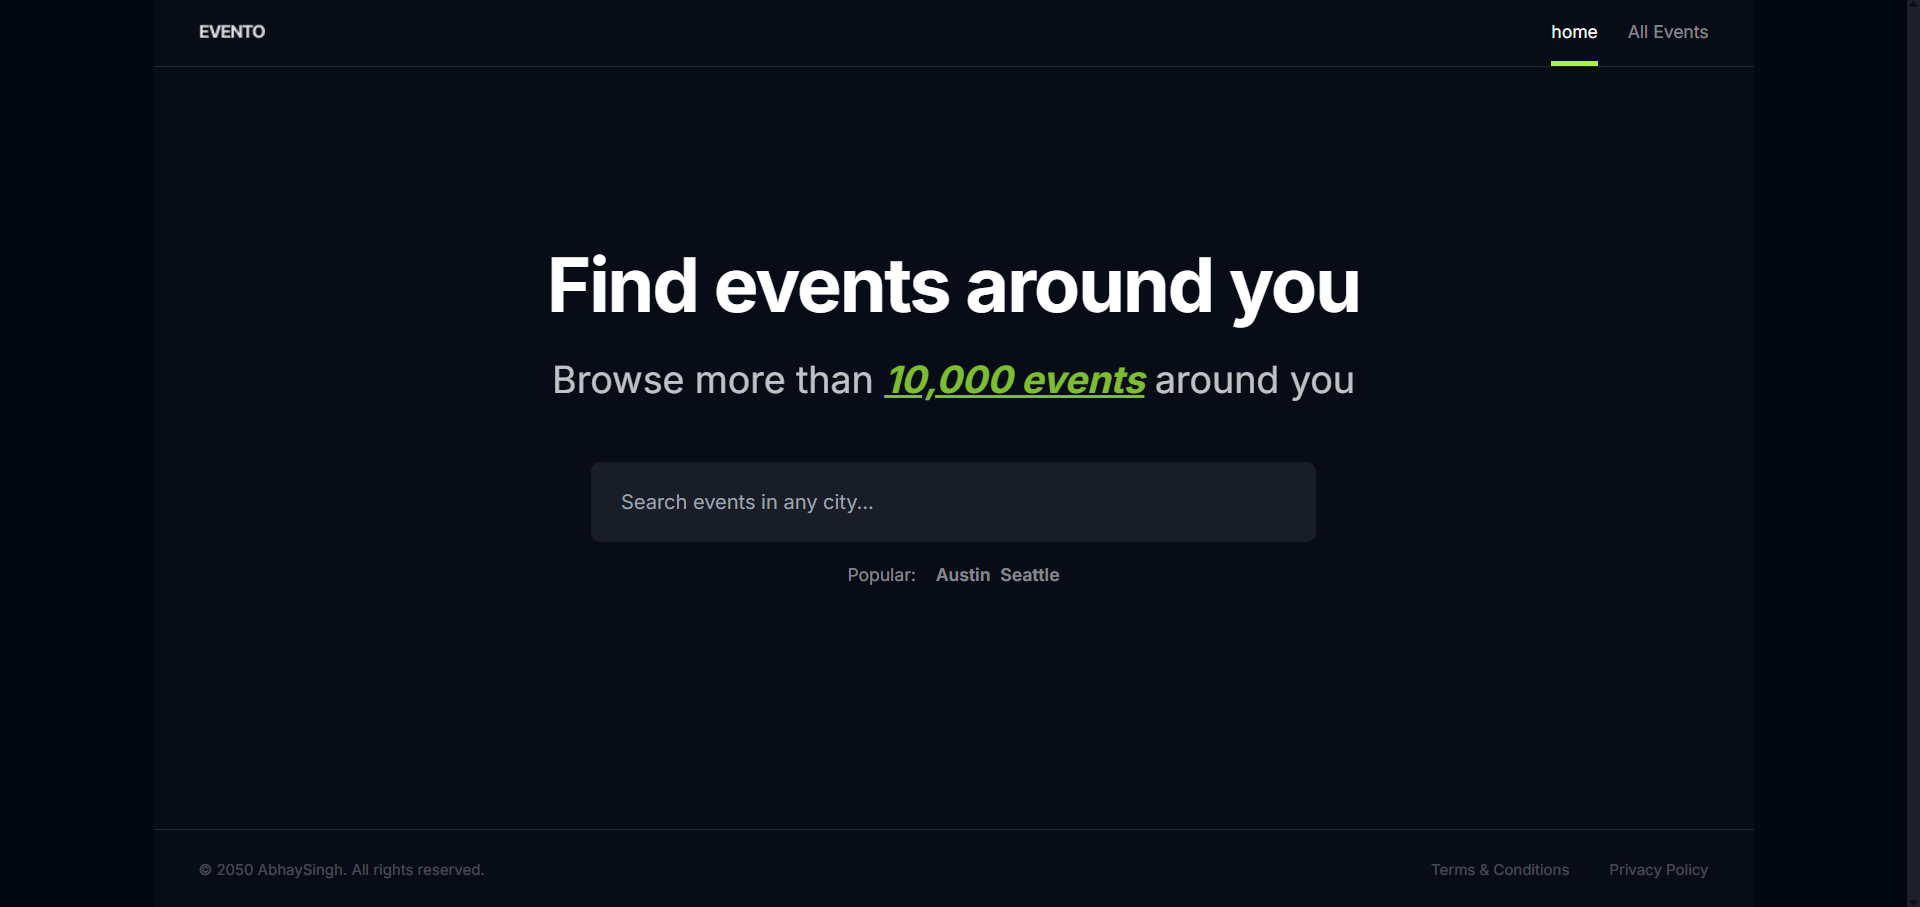 EVENTO
home All Events
Find events around you
Browse more than 10,000 events around you
Search events in any city...
Popular: Austin Seattle
© 2050 AbhaySingh. All rights reserved.
Terms & Conditions Privacy Policy